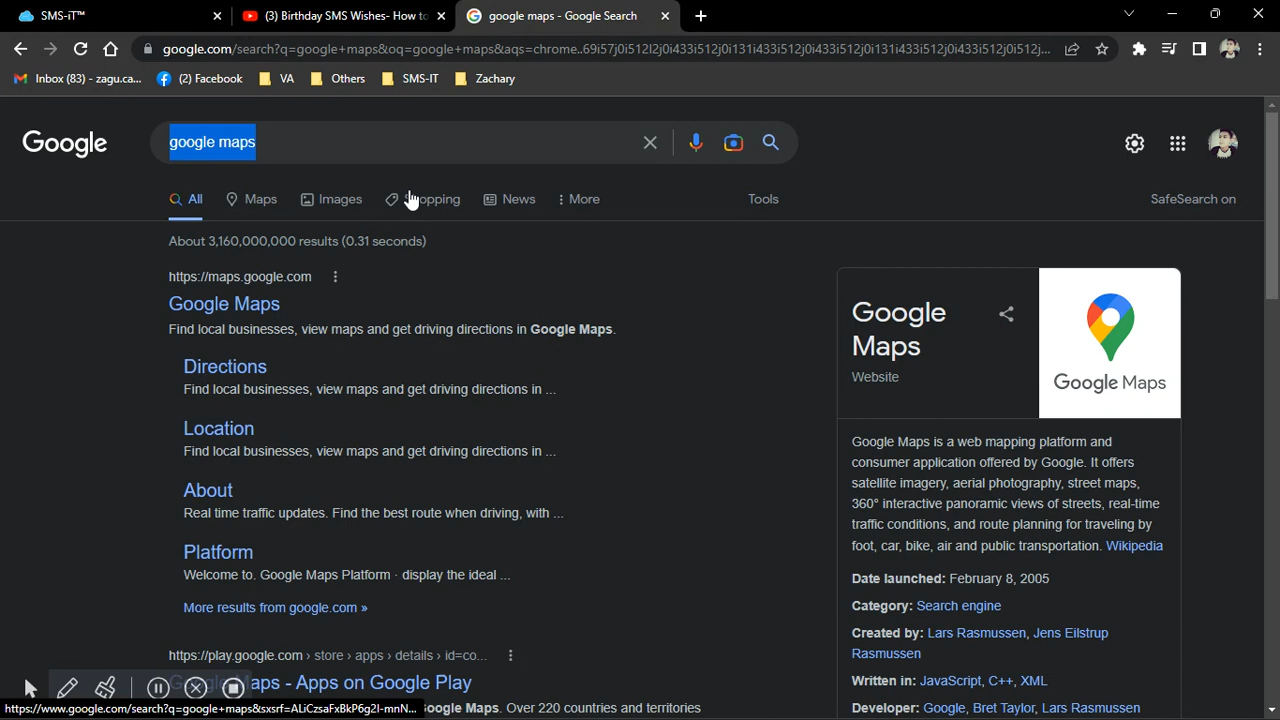 SMS-iT™
(3) Birthday SMS Wishes- How to
google maps - Google Search
google.com/search?q=google+maps&oq=google+maps&aqs=chrome..69i57j0i512l2j0i433i512j0i131i433i512j0i433i512j0i131i433i512j0i433i512j0i512j...
Inbox (83) - zagu.ca...
(2) Facebook
VA
Others
SMS-IT
Zachary
Google
google maps
All
Maps
Images
Shopping
News
More
Tools
SafeSearch on
About 3,160,000,000 results (0.31 seconds)
https://maps.google.com
Google Maps
Find local businesses, view maps and get driving directions in Google Maps.
Directions
Find local businesses, view maps and get driving directions in ...
Location
Find local businesses, view maps and get driving directions in ...
About
Real time traffic updates. Find the best route when driving, with ...
Platform
Welcome to. Google Maps Platform · display the ideal ...
More results from google.com »
https://play.google.com › store › apps › details › id=co...
Google Maps - Apps on Google Play
oogle Maps. Over 220 countries and territories
https://www.google.com/search?q=google+maps&sxsrf=ALiCzsaFxBkP6g2I-mnN...
Google
Maps
Website
Google Maps
Google Maps is a web mapping platform and
consumer application offered by Google. It offers
satellite imagery, aerial photography, street maps,
360° interactive panoramic views of streets, real-time
traffic conditions, and route planning for traveling by
foot, car, bike, air and public transportation. Wikipedia
Date launched: February 8, 2005
Category: Search engine
Created by: Lars Rasmussen, Jens Eilstrup
Rasmussen
Written in: JavaScript, C++, XML
Developer: Google, Bret Taylor, Lars Rasmussen